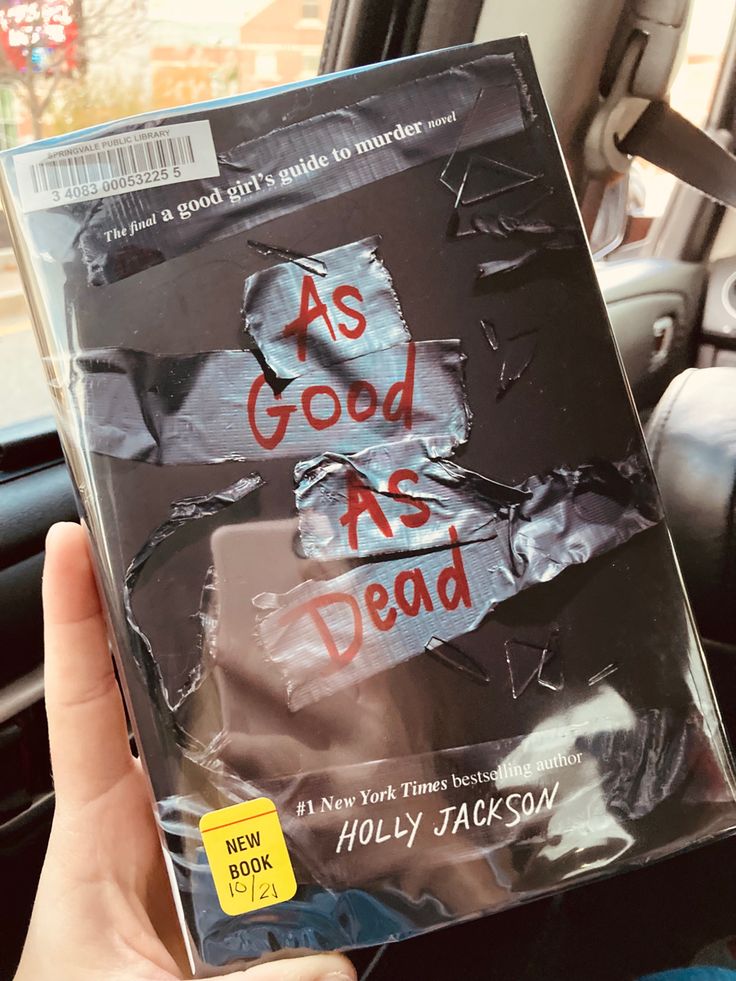 SPRINGVALE PUBLIC LIBRARY
3 4083 00053225 5
The final a good girl's guide to murder novel
As
Good
As
Dead
#1 New York Times bestselling author
HOLLY JACKSON
NEW
BOOK
10/21